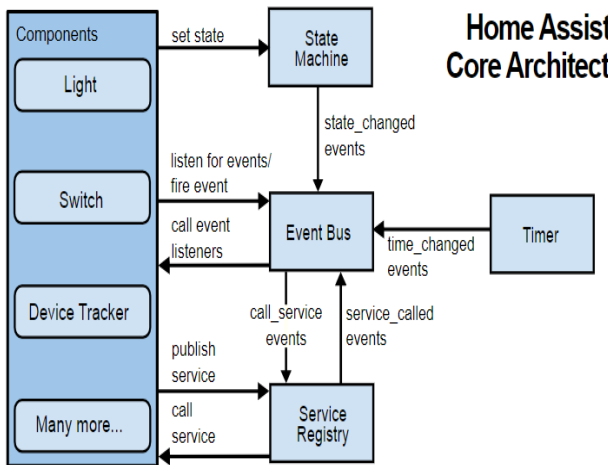 Home Assist
Core Architect
Components
Light
Switch
Device Tracker
Many more...
set state
State
Machine
state_changed
events
listen for events/
fire event
call event
listeners
Event Bus
time_changed
events
Timer
call_service
events
service_called
events
publish
service
call
service
Service
Registry